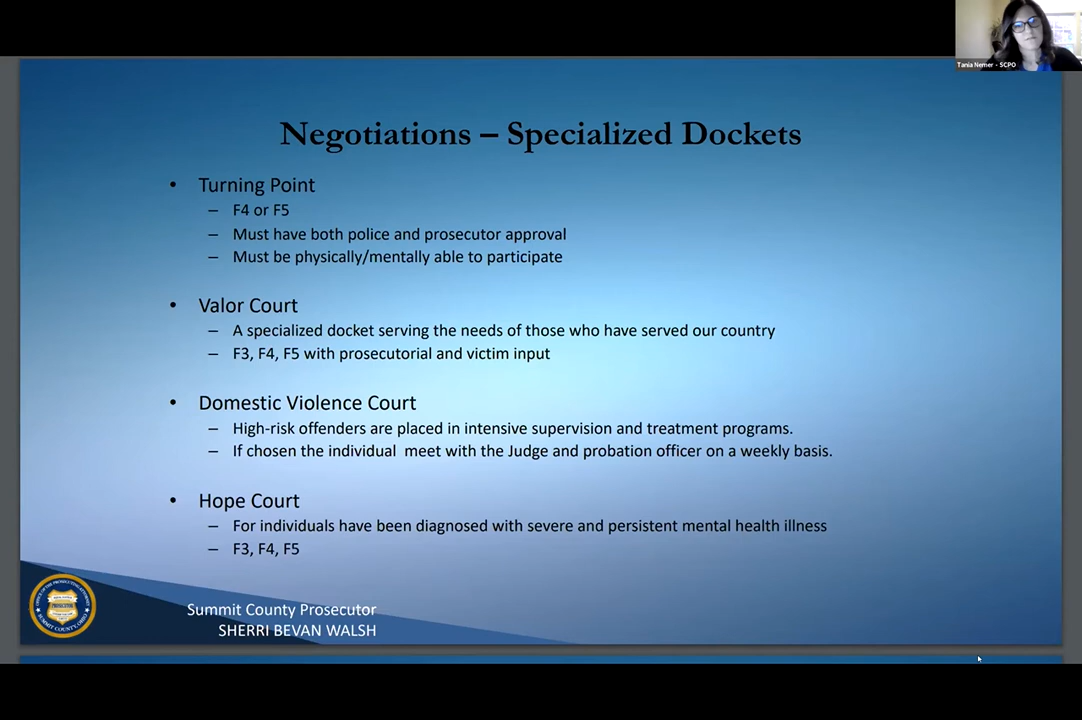 Tania Nemer - SCPO
Negotiations – Specialized Dockets
• Turning Point
– F4 or F5
– Must have both police and prosecutor approval
– Must be physically/mentally able to participate
• Valor Court
– A specialized docket serving the needs of those who have served our country
– F3, F4, F5 with prosecutorial and victim input
• Domestic Violence Court
– High-risk offenders are placed in intensive supervision and treatment programs.
– If chosen the individual  meet with the Judge and probation officer on a weekly basis.
• Hope Court
– For individuals have been diagnosed with severe and persistent mental health illness
– F3, F4, F5
Summit County Prosecutor
SHERRI BEVAN WALSH